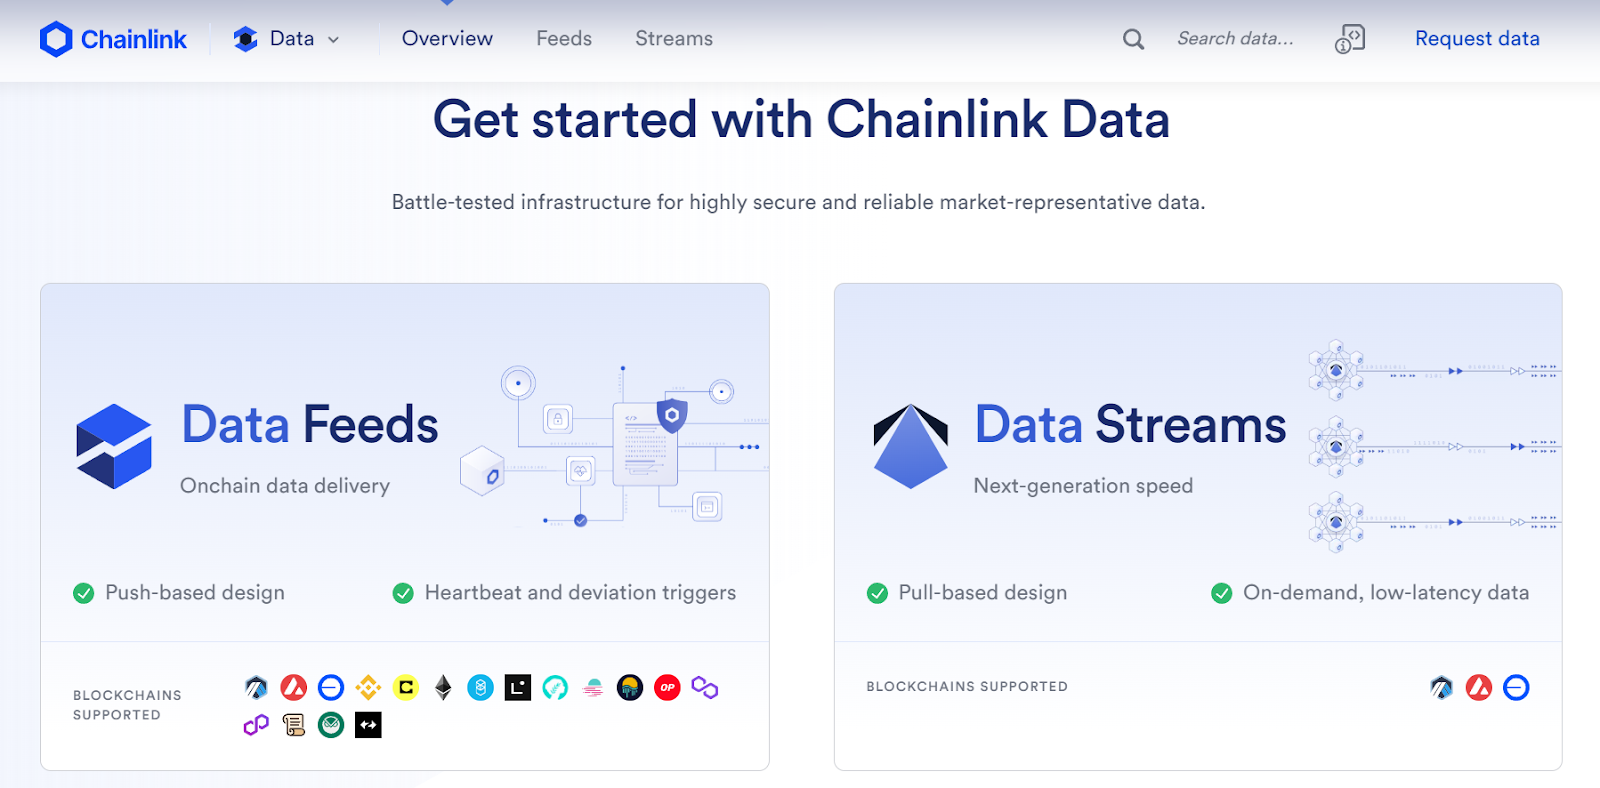 Chainlink
Data
Overview
Feeds
Streams
Search data...
Request data
Get started with Chainlink Data
Battle-tested infrastructure for highly secure and reliable market-representative data.
Data Feeds
Onchain data delivery
</>
Push-based design
Heartbeat and deviation triggers
BLOCKCHAINS
SUPPORTED
OP
Data Streams
Next-generation speed
Pull-based design
On-demand, low-latency data
BLOCKCHAINS SUPPORTED